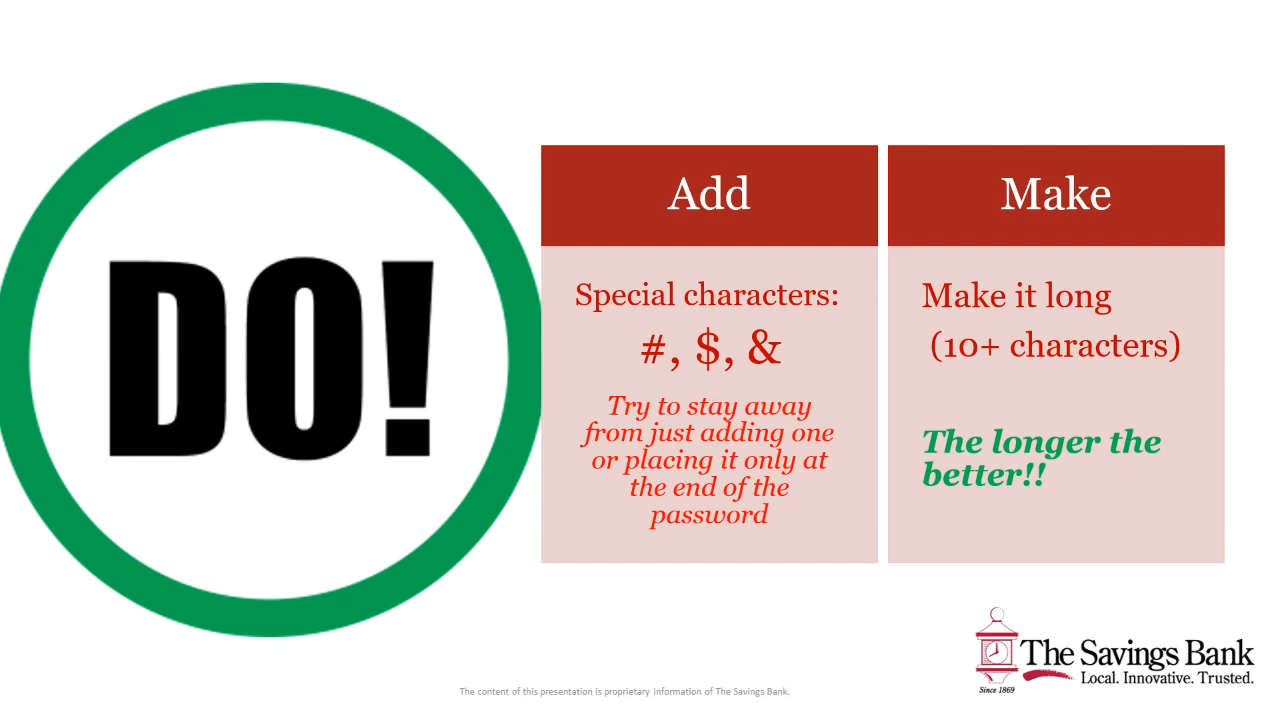 DO!
Add
Special characters:
#, $, &
Try to stay away
from just adding one
or placing it only at
the end of the
password
Make
Make it long
(10+ characters)
The longer the
better!!
The Savings Bank
Local. Innovative. Trusted.
Since 1869
The content of this presentation is proprietary information of The Savings Bank.